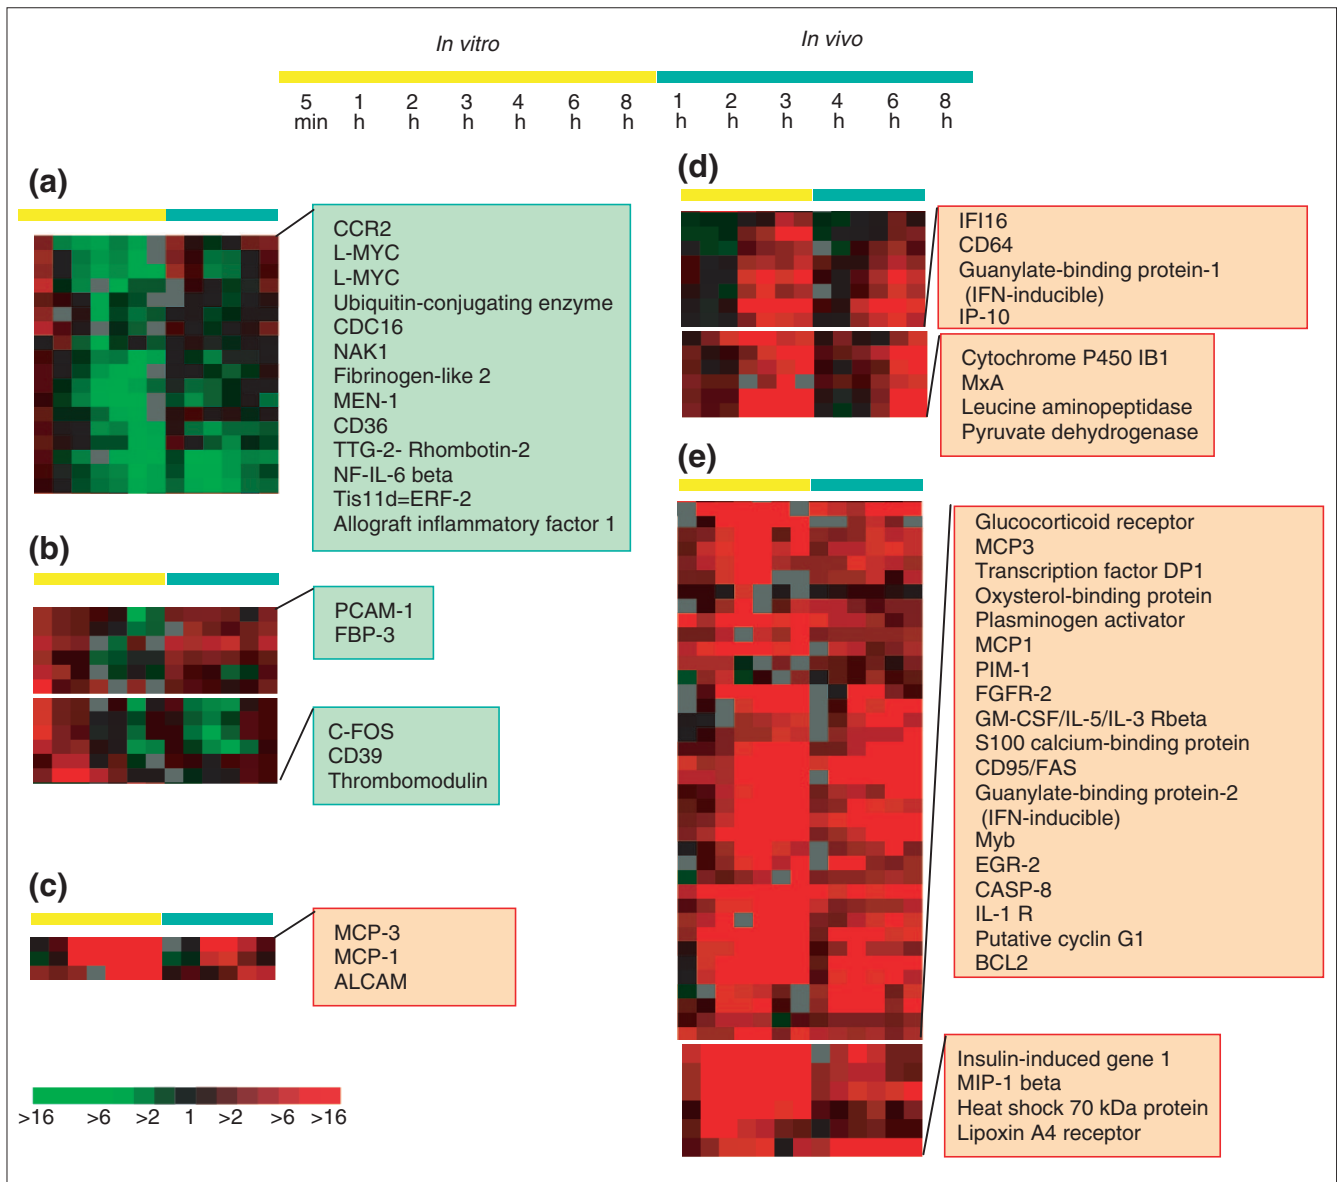 In vitro
In vivo
5 min 1 h 2 h 3 h 4 h 6 h 8 h 1 h 2 h 3 h 4 h 6 h 8 h
(a)
CCR2
L-MYC
L-MYC
Ubiquitin-conjugating enzyme
CDC16
NAK1
Fibrinogen-like 2
MEN-1
CD36
TTG-2- Rhombotin-2
NF-IL-6 beta
Tis11d=ERF-2
Allograft inflammatory factor 1
(b)
PCAM-1
FBP-3
C-FOS
CD39
Thrombomodulin
(c)
MCP-3
MCP-1
ALCAM
>16 >6 >2 1 >2 >6 >16
(d)
IFI16
CD64
Guanylate-binding protein-1
(IFN-inducible)
IP-10
Cytochrome P450 IB1
MxA
Leucine aminopeptidase
Pyruvate dehydrogenase
(e)
Glucocorticoid receptor
MCP3
Transcription factor DP1
Oxysterol-binding protein
Plasminogen activator
MCP1
PIM-1
FGFR-2
GM-CSF/IL-5/IL-3 Rbeta
S100 calcium-binding protein
CD95/FAS
Guanylate-binding protein-2
(IFN-inducible)
Myb
EGR-2
CASP-8
IL-1 R
Putative cyclin G1
BCL2
Insulin-induced gene 1
MIP-1 beta
Heat shock 70 kDa protein
Lipoxin A4 receptor